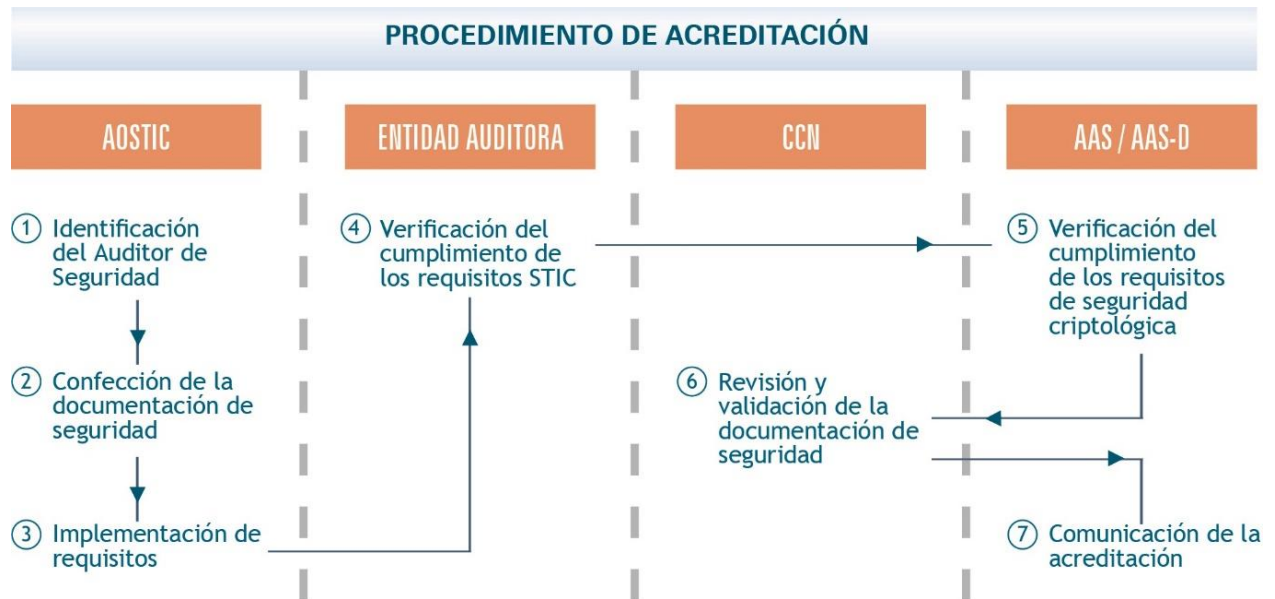 PROCEDIMIENTO DE ACREDITACIÓN
AOSTIC
ENTIDAD AUDITORA
CCN
AAS / AAS-D
1 Identificación
del Auditor de
Seguridad
2 Confección de la
documentación de
seguridad
3 Implementación de
requisitos
4 Verificación del
cumplimiento de
los requisitos STIC
5 Verificación del
cumplimiento
de los requisitos
de seguridad
criptológica
6 Revisión y
validación de la
documentación de
seguridad
7 Comunicación de la
acreditación